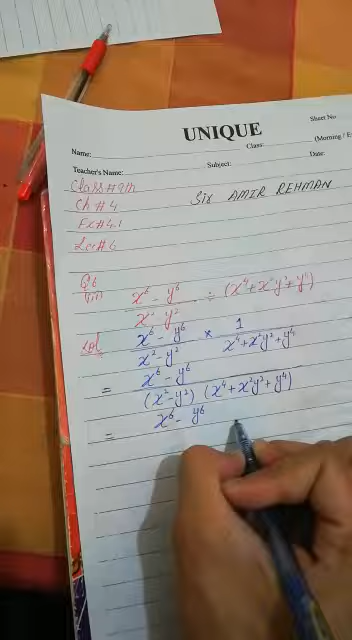 Sheet No
UNIQUE
Name: Class: (Morning / E
Teacher's Name: Subject: Date:
Class # 9th
Ch # 4 Sir AMIR REHMAN
Ex # 4.1
Lec # 6
Q6
(viii) x⁶ - y⁶ / x² - y² ÷ (x⁴ + x²y² + y⁴)
Sol x⁶ - y⁶ / x² - y² × 1 / x⁴ + x²y² + y⁴
= x⁶ - y⁶ / (x² - y²) (x⁴ + x²y² + y⁴)
= x⁶ - y⁶